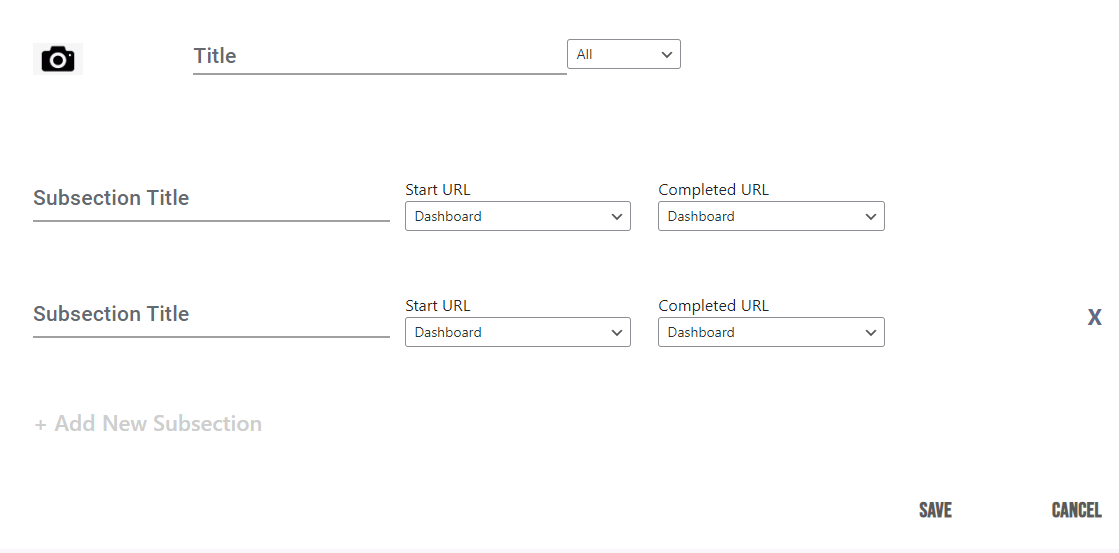 Title All
Start URL Completed URL
Subsection Title Dashboard Dashboard
Start URL Completed URL
Subsection Title Dashboard Dashboard X
+ Add New Subsection
SAVE CANCEL